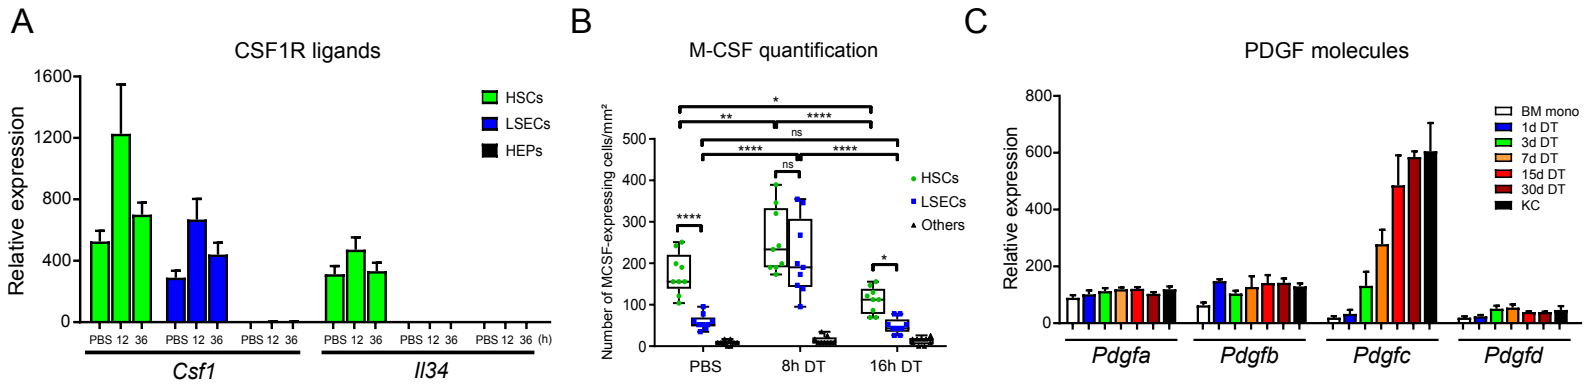 A
CSF1R ligands
Relative expression
1600
1200
800
400
0
HSCs
LSECs
HEPs
PBS 12 36 PBS 12 36 PBS 12 36 PBS 12 36 PBS 12 36 PBS 12 36 (h)
Csf1
Il34
B
M-CSF quantification
Number of MCSF-expressing cells/mm²
500
400
300
200
100
0
*
** ****
ns
**** ****
ns
****
*
HSCs
LSECs
Others
PBS 8h DT 16h DT
C
PDGF molecules
Relative expression
800
600
400
200
0
BM mono
1d DT
3d DT
7d DT
15d DT
30d DT
KC
Pdgfa Pdgfb Pdgfc Pdgfd